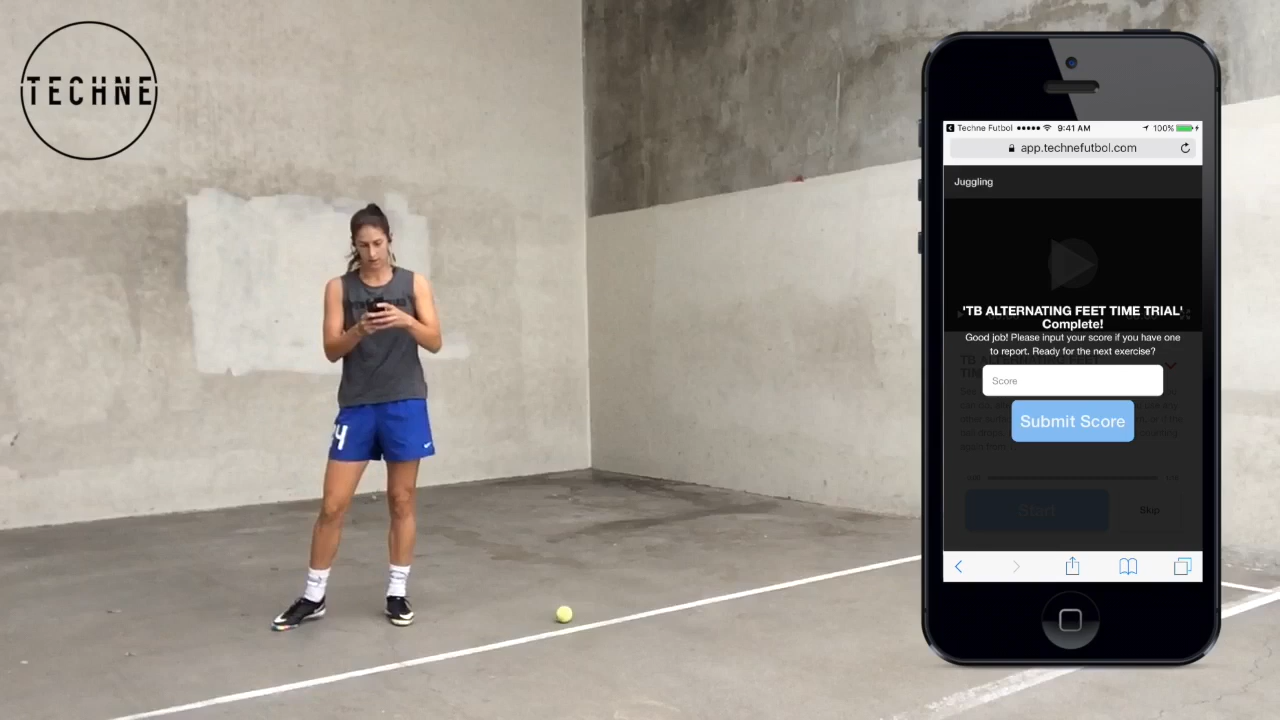 TECHNE
4
Techne Futbol 9:41 AM 100%
app.technefutbol.com
Juggling
'TB ALTERNATING FEET TIME TRIAL'
Complete!
Good job! Please input your score if you have one
to report. Ready for the next exercise?
Score
Submit Score
Start
Skip